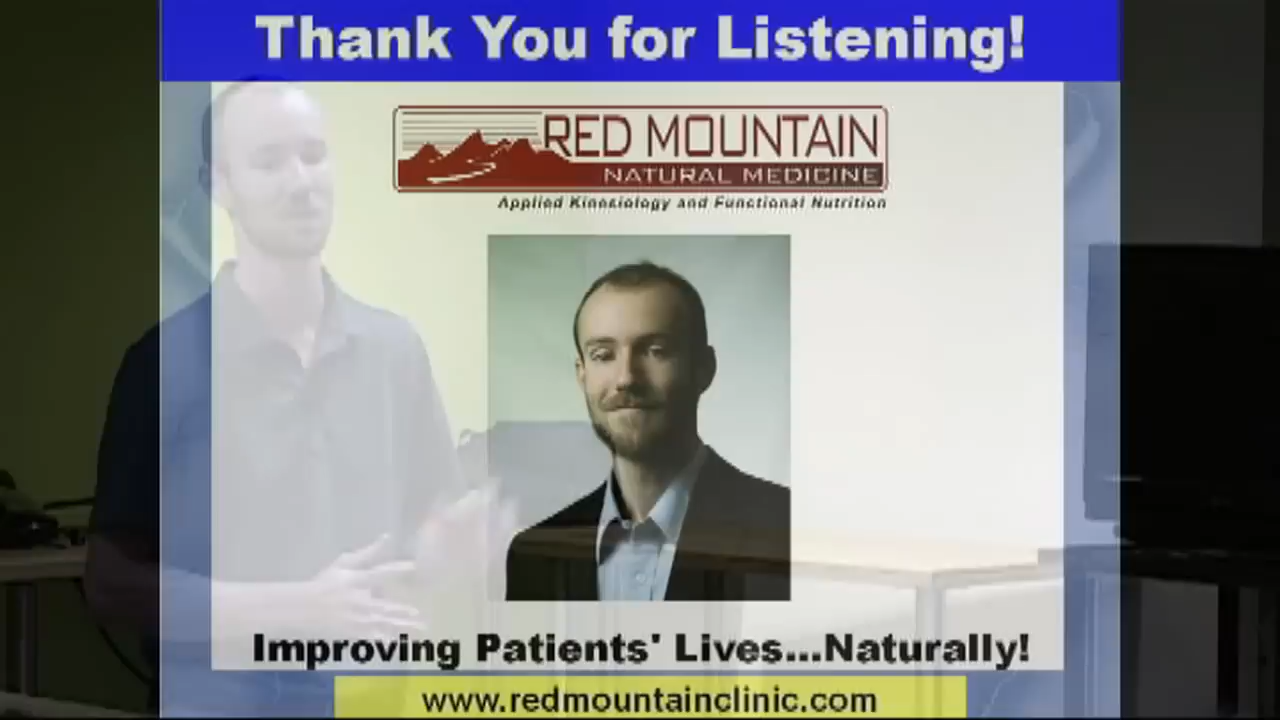 Thank You for Listening!
RED MOUNTAIN
NATURAL MEDICINE
Applied Kinesiology and Functional Nutrition
Improving Patients' Lives...Naturally!
www.redmountainclinic.com